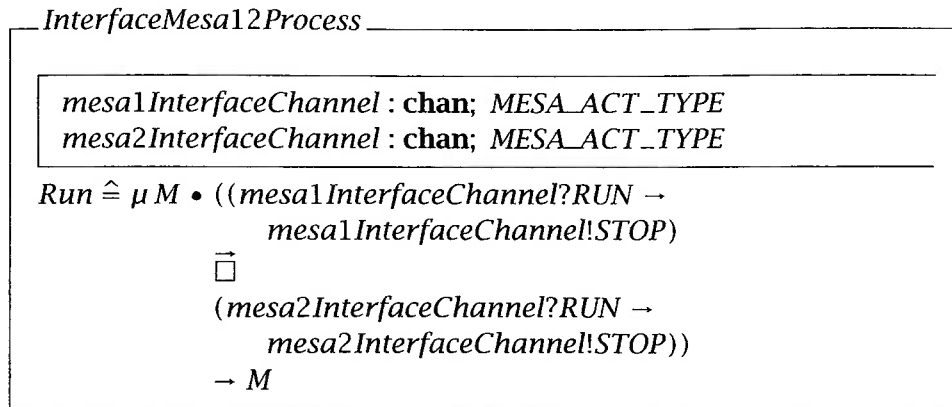 InterfaceMesa12Process
mesa1InterfaceChannel : chan; MESA_ACT_TYPE
mesa2InterfaceChannel : chan; MESA_ACT_TYPE
Run ≙ μ M • ((mesa1InterfaceChannel?RUN →
mesa1InterfaceChannel!STOP)
□⃗
(mesa2InterfaceChannel?RUN →
mesa2InterfaceChannel!STOP))
→ M